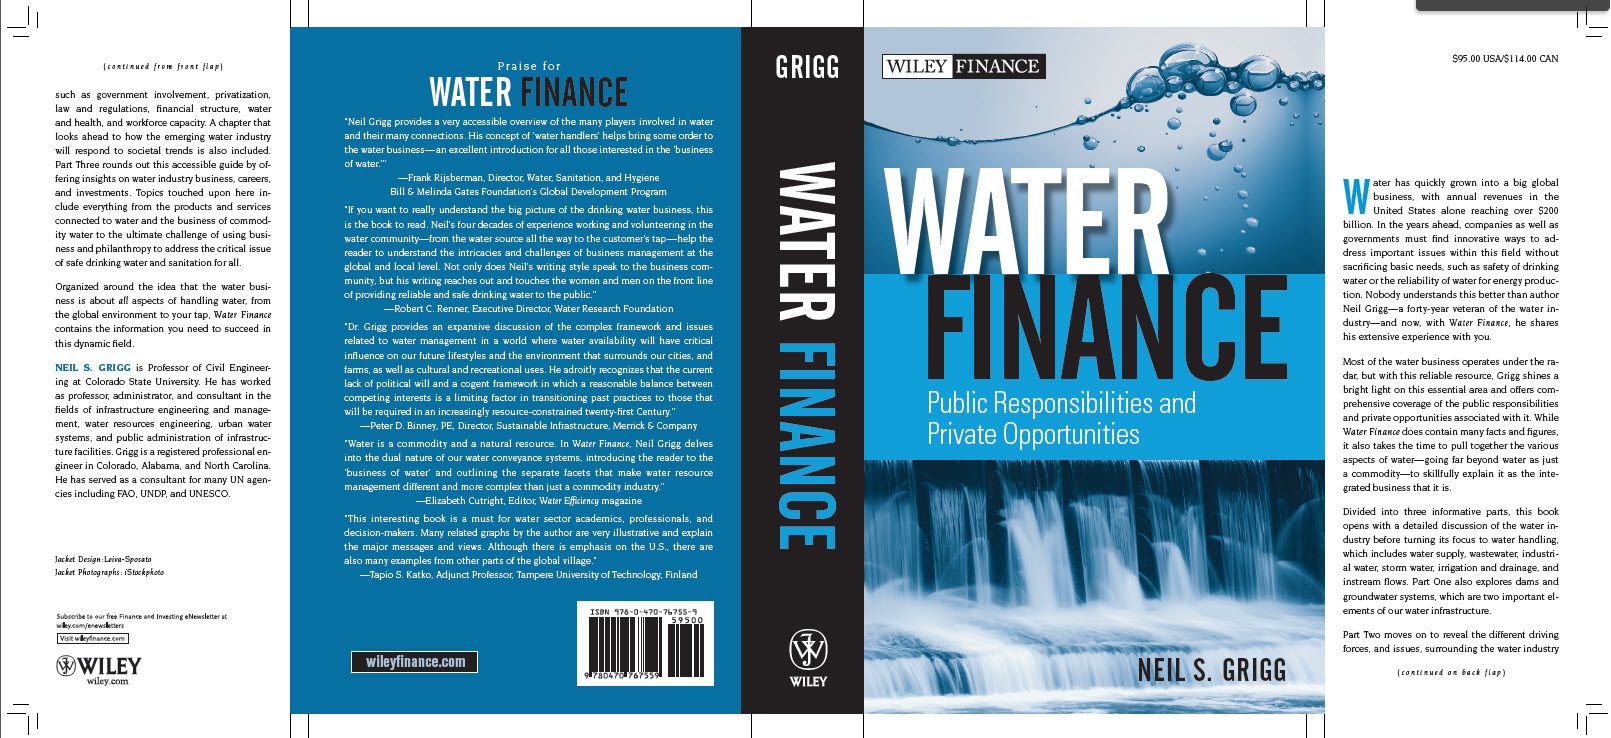 (continued from front flap)
such as government involvement, privatization,
law and regulations, financial structure, water
and health, and workforce capacity. A chapter that
looks ahead to how the emerging water industry
will respond to societal trends is also included.
Part Three rounds out this accessible guide by of-
fering insights on water industry business, careers,
and investments. Topics touched upon here in-
clude everything from the products and services
connected to water and the business of commod-
ity water to the ultimate challenge of using busi-
ness and philanthropy to address the critical issue
of safe drinking water and sanitation for all.
Organized around the idea that the water busi-
ness is about all aspects of handling water, from
the global environment to your tap, Water Finance
contains the information you need to succeed in
this dynamic field.
NEIL S. GRIGG is Professor of Civil Engineer-
ing at Colorado State University. He has worked
as professor, administrator, and consultant in the
fields of infrastructure engineering and manage-
ment, water resources engineering, urban water
systems, and public administration of infrastruc-
ture facilities. Grigg is a registered professional en-
gineer in Colorado, Alabama, and North Carolina.
He has served as a consultant for many UN agen-
cies including FAO, UNDP, and UNESCO.
Jacket Design: Leiva-Sposato
Jacket Photographs: iStockphoto
Subscribe to our free Finance and Investing eNewsletter at
wiley.com/enewsletters
Visit wileyfinance.com
WILEY
wiley.com
Praise for
WATER FINANCE
"Neil Grigg provides a very accessible overview of the many players involved in water
and their many connections. His concept of 'water handlers' helps bring some order to
the water business—an excellent introduction for all those interested in the 'business
of water.'"
—Frank Rijsberman, Director, Water, Sanitation, and Hygiene
Bill & Melinda Gates Foundation's Global Development Program
"If you want to really understand the big picture of the drinking water business, this
is the book to read. Neil's four decades of experience working and volunteering in the
water community—from the water source all the way to the customer's tap—help the
reader to understand the intricacies and challenges of business management at the
global and local level. Not only does Neil's writing style speak to the business com-
munity, but his writing reaches out and touches the women and men on the front line
of providing reliable and safe drinking water to the public."
—Robert C. Renner, Executive Director, Water Research Foundation
"Dr. Grigg provides an expansive discussion of the complex framework and issues
related to water management in a world where water availability will have critical
influence on our future lifestyles and the environment that surrounds our cities, and
farms, as well as cultural and recreational uses. He adroitly recognizes that the current
lack of political will and a cogent framework in which a reasonable balance between
competing interests is a limiting factor in transitioning past practices to those that
will be required in an increasingly resource-constrained twenty-first Century."
—Peter D. Binney, PE, Director, Sustainable Infrastructure, Merrick & Company
"Water is a commodity and a natural resource. In Water Finance, Neil Grigg delves
into the dual nature of our water conveyance systems, introducing the reader to the
'business of water' and outlining the separate facets that make water resource
management different and more complex than just a commodity industry."
—Elizabeth Cutright, Editor, Water Efficiency magazine
"This interesting book is a must for water sector academics, professionals, and
decision-makers. Many related graphs by the author are very illustrative and explain
the major messages and views. Although there is emphasis on the U.S., there are
also many examples from other parts of the global village."
—Tapio S. Katko, Adjunct Professor, Tampere University of Technology, Finland
wileyfinance.com
ISBN 978-0-470-76755-9
59500
9 780470 767559
GRIGG
WATER FINANCE
WILEY
WILEY FINANCE
WATER
FINANCE
Public Responsibilities and
Private Opportunities
NEIL S. GRIGG
$95.00 USA/$114.00 CAN
Water has quickly grown into a big global
business, with annual revenues in the
United States alone reaching over $200
billion. In the years ahead, companies as well as
governments must find innovative ways to ad-
dress important issues within this field without
sacrificing basic needs, such as safety of drinking
water or the reliability of water for energy produc-
tion. Nobody understands this better than author
Neil Grigg—a forty-year veteran of the water in-
dustry—and now, with Water Finance, he shares
his extensive experience with you.
Most of the water business operates under the ra-
dar, but with this reliable resource, Grigg shines a
bright light on this essential area and offers com-
prehensive coverage of the public responsibilities
and private opportunities associated with it. While
Water Finance does contain many facts and figures,
it also takes the time to pull together the various
aspects of water—going far beyond water as just
a commodity—to skillfully explain it as the inte-
grated business that it is.
Divided into three informative parts, this book
opens with a detailed discussion of the water in-
dustry before turning its focus to water handling,
which includes water supply, wastewater, industri-
al water, storm water, irrigation and drainage, and
instream flows. Part One also explores dams and
groundwater systems, which are two important el-
ements of our water infrastructure.
Part Two moves on to reveal the different driving
forces, and issues, surrounding the water industry
(continued on back flap)